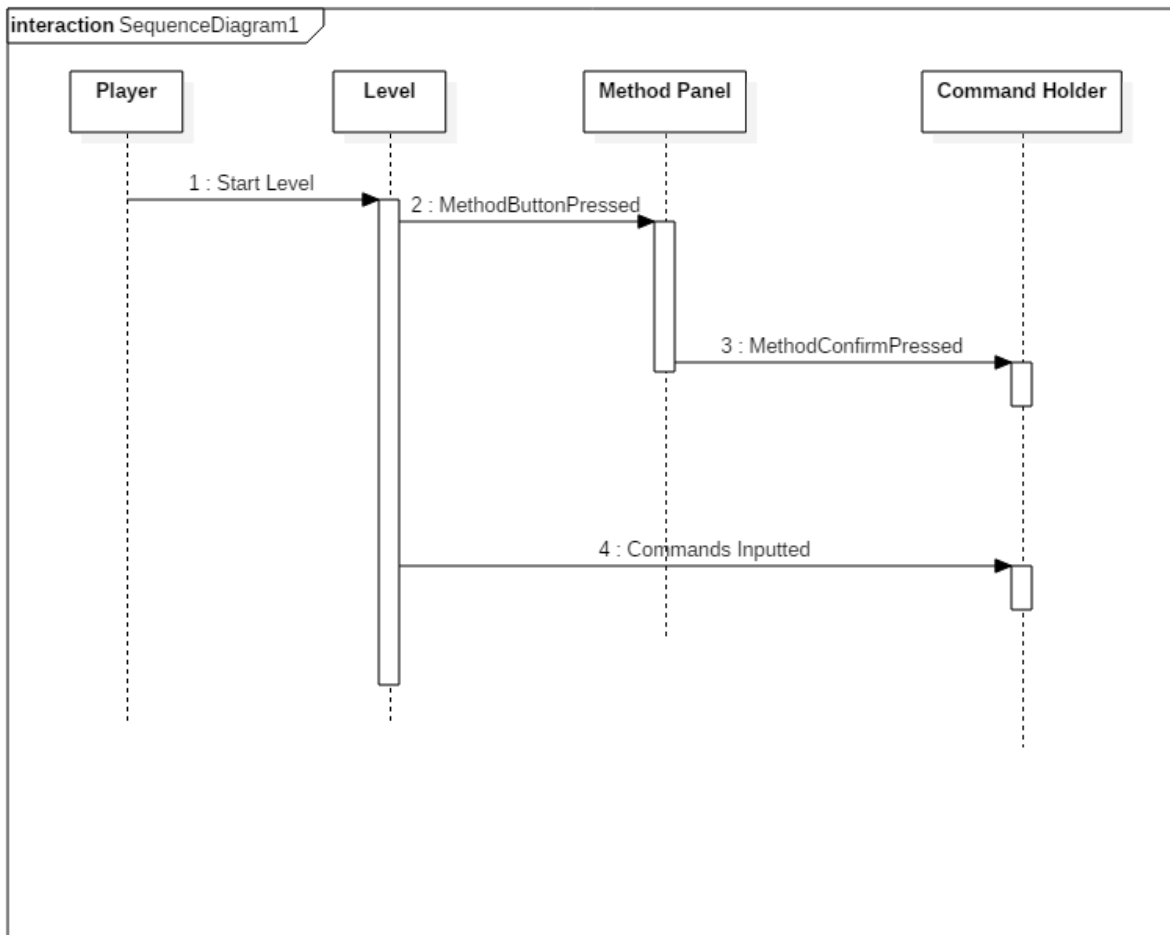 interaction SequenceDiagram1
Player
Level
Method Panel
Command Holder
1 : Start Level
2 : MethodButtonPressed
3 : MethodConfirmPressed
4 : Commands Inputted